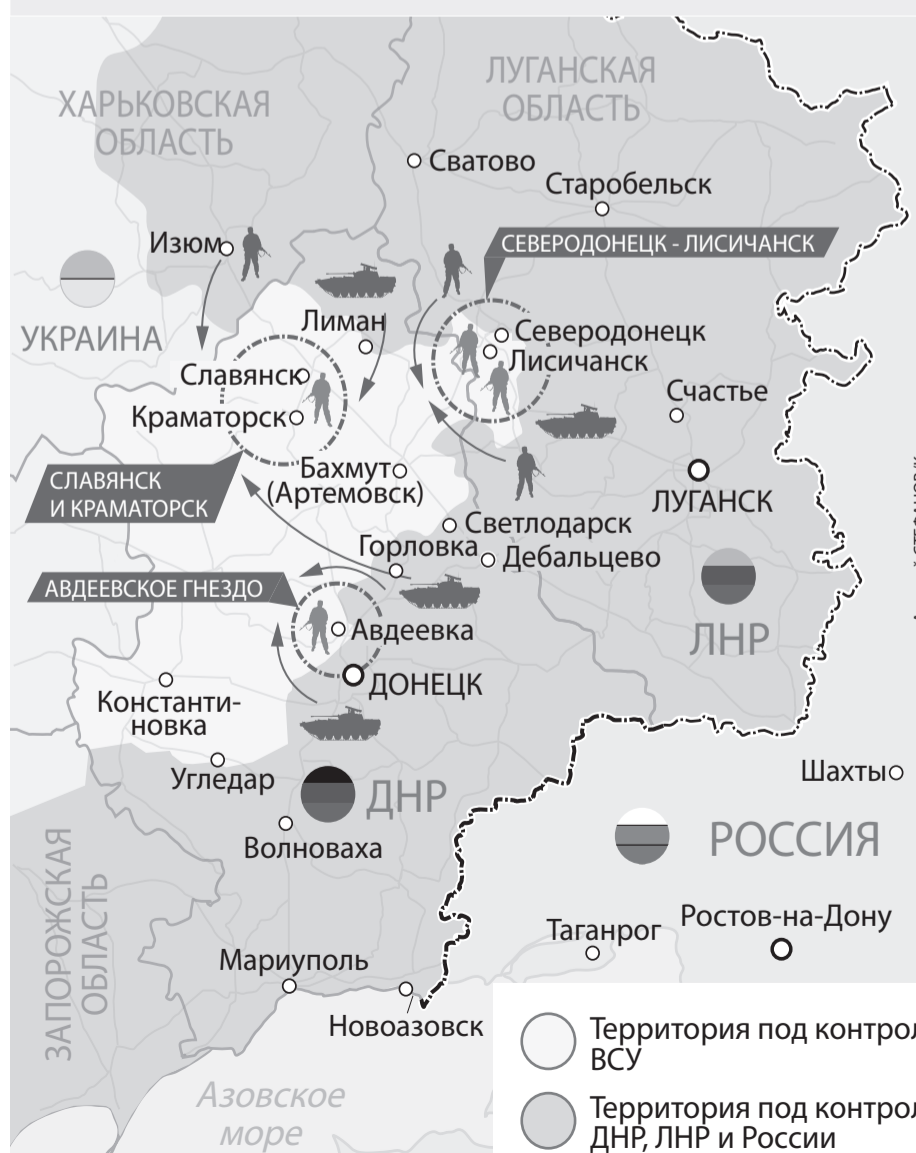 ХАРЬКОВСКАЯ
ОБЛАСТЬ
ЛУГАНСКАЯ
ОБЛАСТЬ
Сватово
Старобельск
Изюм
СЕВЕРОДОНЕЦК - ЛИСИЧАНСК
УКРАИНА
Лиман
Северодонецк
Лисичанск
Славянск
Краматорск
Счастье
СЛАВЯНСК
И КРАМАТОРСК
Бахмут
(Артемовск)
ЛУГАНСК
Светлодарск
Горловка
Дебальцево
АВДЕЕВСКОЕ ГНЕЗДО
Авдеевка
ЛНР
ДОНЕЦК
Константи-
новка
Угледар
ДНР
Шахты
Волноваха
РОССИЯ
ЗАПОРОЖСКАЯ
ОБЛАСТЬ
Таганрог
Ростов-на-Дону
Мариуполь
Новоазовск
Азовское
море
Территория под контрол
ВСУ
Территория под контрол
ДНР, ЛНР и России